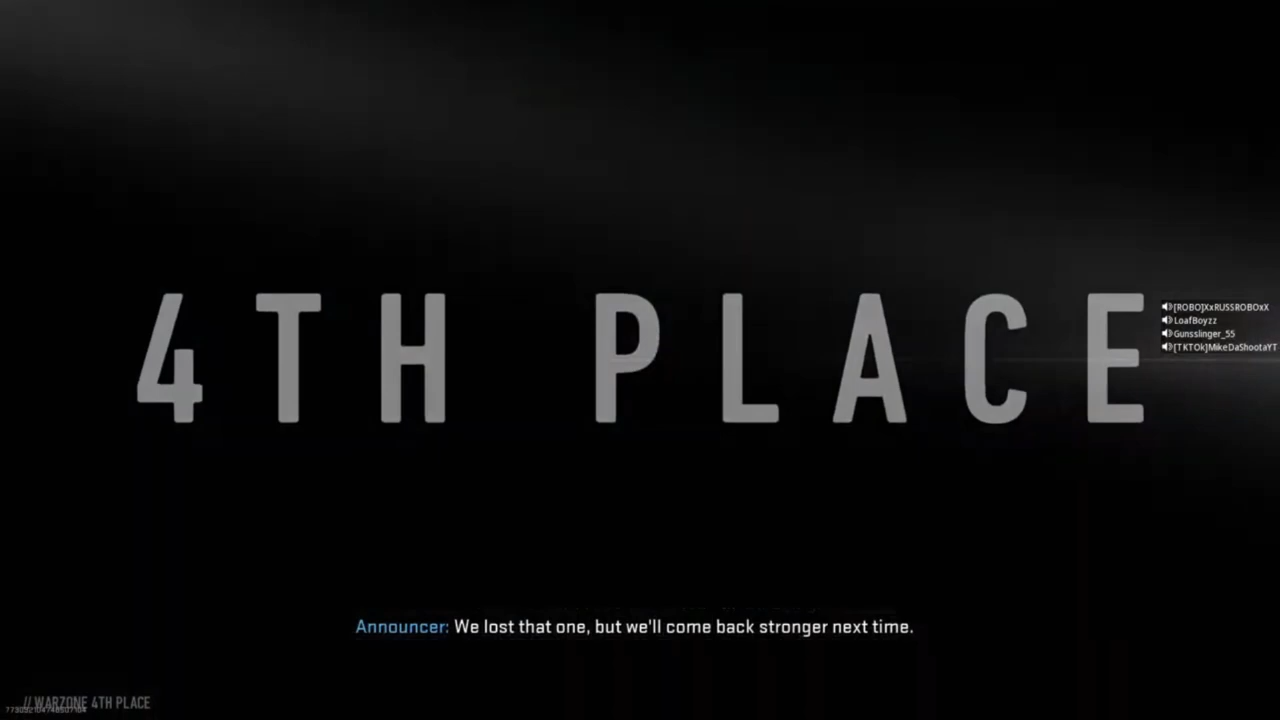 4TH PLACE
[ROBO]XxRUSSROBOxX
LoafBoyzz
Gunsslinger_55
[TKTOk]MikeDaShootaYT
Announcer: We lost that one, but we'll come back stronger next time.
// WARZONE 4TH PLACE